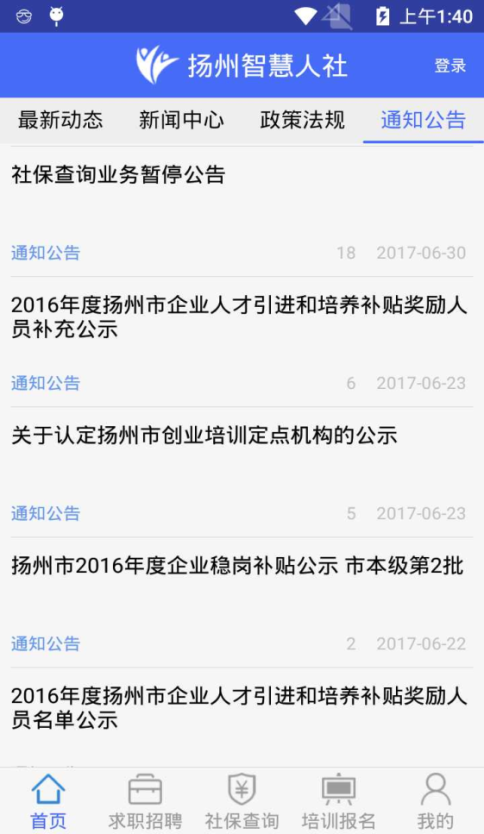 上午1:40
扬州智慧人社
登录
最新动态 新闻中心 政策法规 通知公告
社保查询业务暂停公告
通知公告 18 2017-06-30
2016年度扬州市企业人才引进和培养补贴奖励人
员补充公示
通知公告 6 2017-06-23
关于认定扬州市创业培训定点机构的公示
通知公告 5 2017-06-23
扬州市2016年度企业稳岗补贴公示 市本级第2批
通知公告 2 2017-06-22
2016年度扬州市企业人才引进和培养补贴奖励人
员名单公示
首页 求职招聘 社保查询 培训报名 我的